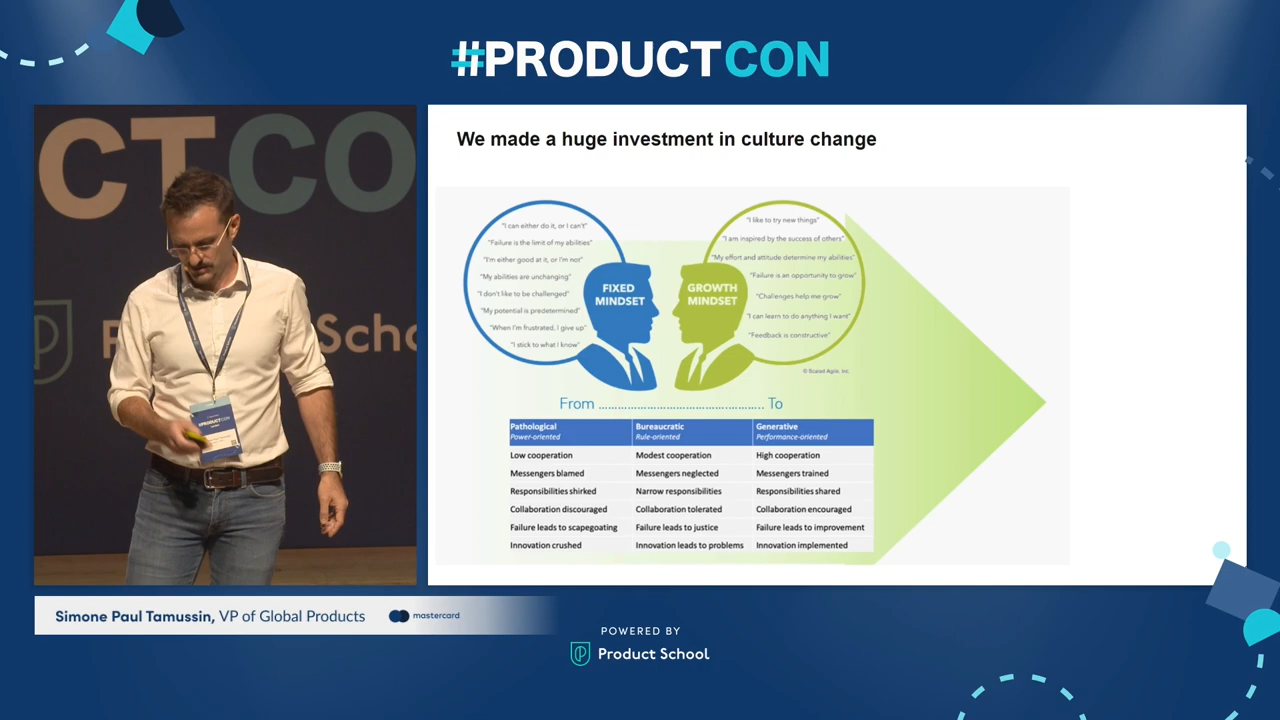 #PRODUCTCON
CTCO
We made a huge investment in culture change
"I can either do it, or I can't"
"Failure is the limit of my abilities"
"I'm either good at it, or I'm not"
"My abilities are unchanging"
"I don't like to be challenged"
"My potential is predetermined"
"When I'm frustrated, I give up"
"I stick to what I know"
FIXED
MINDSET
GROWTH
MINDSET
"I like to try new things"
"I am inspired by the success of others"
"My effort and attitude determine my abilities"
"Failure is an opportunity to grow"
"Challenges help me grow"
"I can learn to do anything I want"
"Feedback is constructive"
© Scaled Agile, Inc.
From ........................................ To
Pathological Bureaucratic Generative
Power-oriented Rule-oriented Performance-oriented
Low cooperation Modest cooperation High cooperation
Messengers blamed Messengers neglected Messengers trained
Responsibilities shirked Narrow responsibilities Responsibilities shared
Collaboration discouraged Collaboration tolerated Collaboration encouraged
Failure leads to scapegoating Failure leads to justice Failure leads to improvement
Innovation crushed Innovation leads to problems Innovation implemented
#PRODUCTCON
Simone Paul Tamussin, VP of Global Products mastercard
POWERED BY
Product School